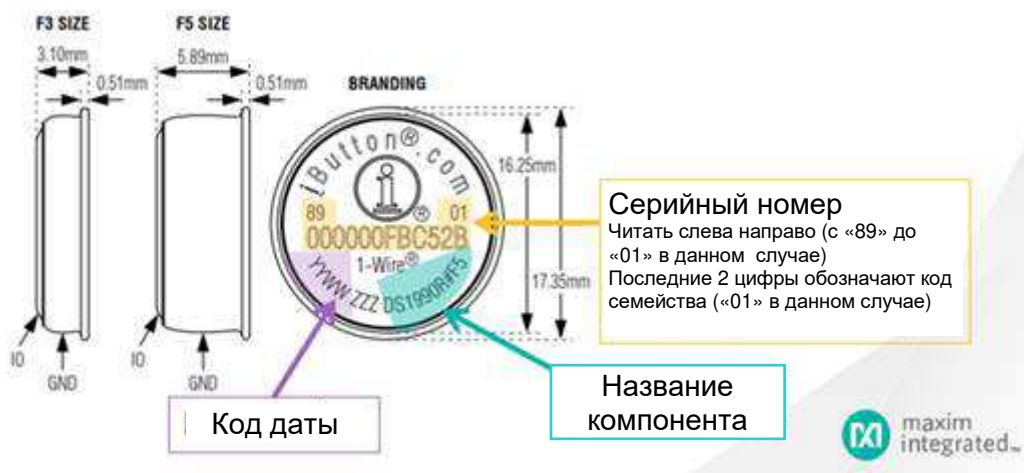 F3 SIZE
F5 SIZE
3.10mm
5.89mm
0.51mm
0.51mm
BRANDING
iButton®.com
89
01
®
000000FBC52B
1-Wire®
YYWW ZZZ DS1990R#F5
16.25mm
17.35mm
IO
GND
IO
GND
Серийный номер
Читать слева направо (с «89» до
«01» в данном случае)
Последние 2 цифры обозначают код
семейства («01» в данном случае)
Код даты
Название
компонента
maxim
integrated™